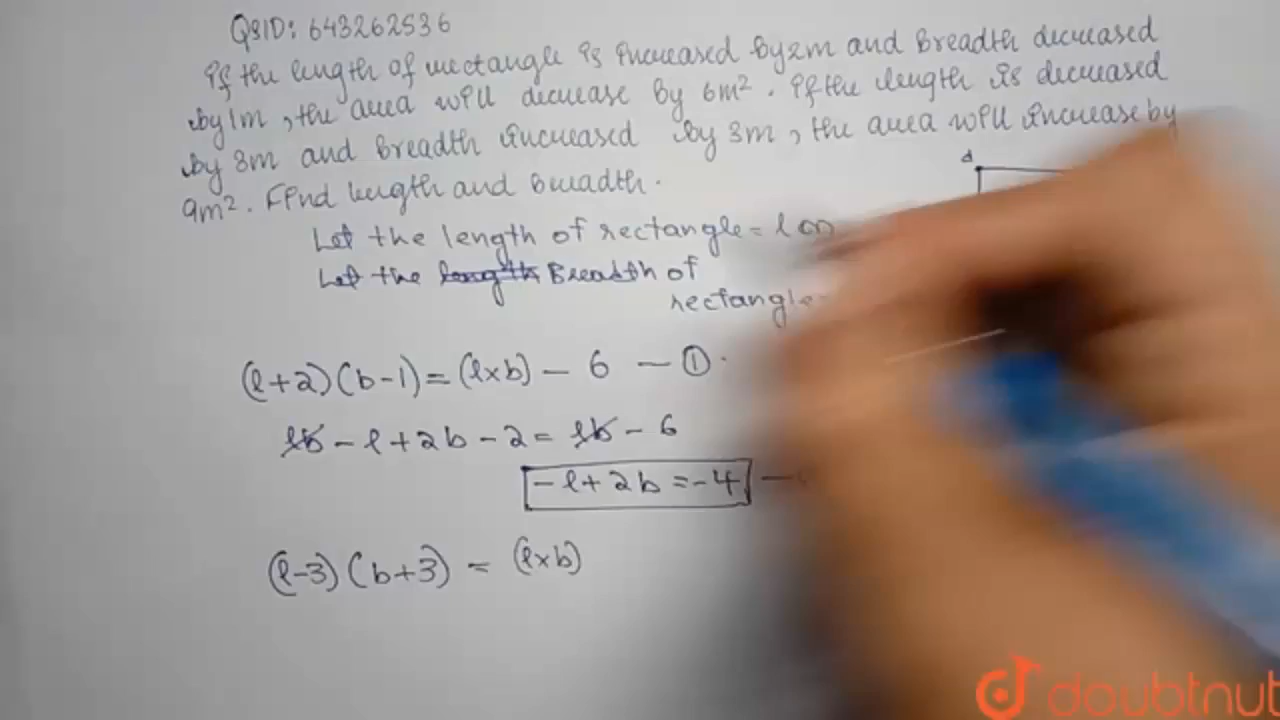 QSID: 643262536
If the length of rectangle is increased by 2m and Breadth decreased
by 1m, the area will decrease by 6m². If the length is decreased
by 3m and Breadth increased by 3m, the area will increase by
9m². Find length and breadth.
d
Let the length of rectangle = l
Let the length Breadth of
rectangle
(l+2)(b-1) = (l×b) - 6 - ①.
lb - l + 2b - 2 = lb - 6
-l + 2b = -4 -
(l-3)(b+3) = (l×b)
doubtnut